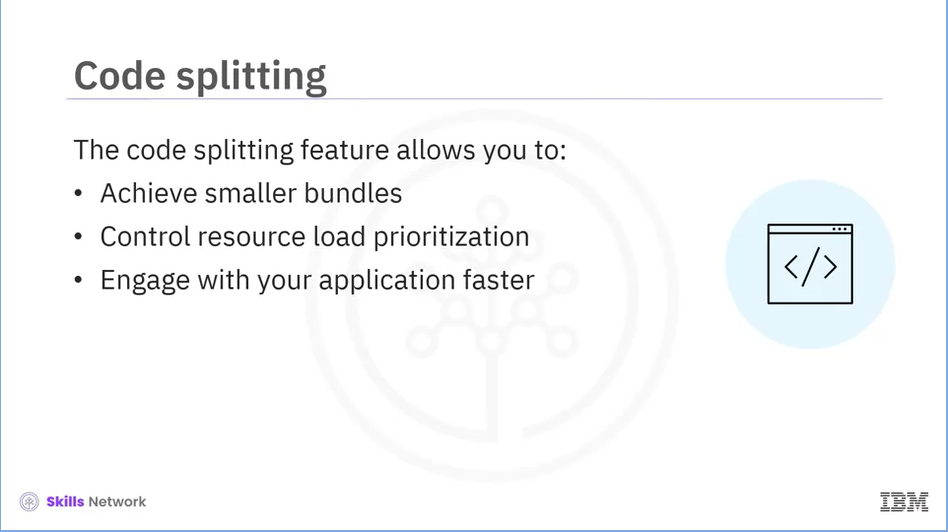 Code splitting
The code splitting feature allows you to:
• Achieve smaller bundles
• Control resource load prioritization
• Engage with your application faster
</>
Skills Network
IBM